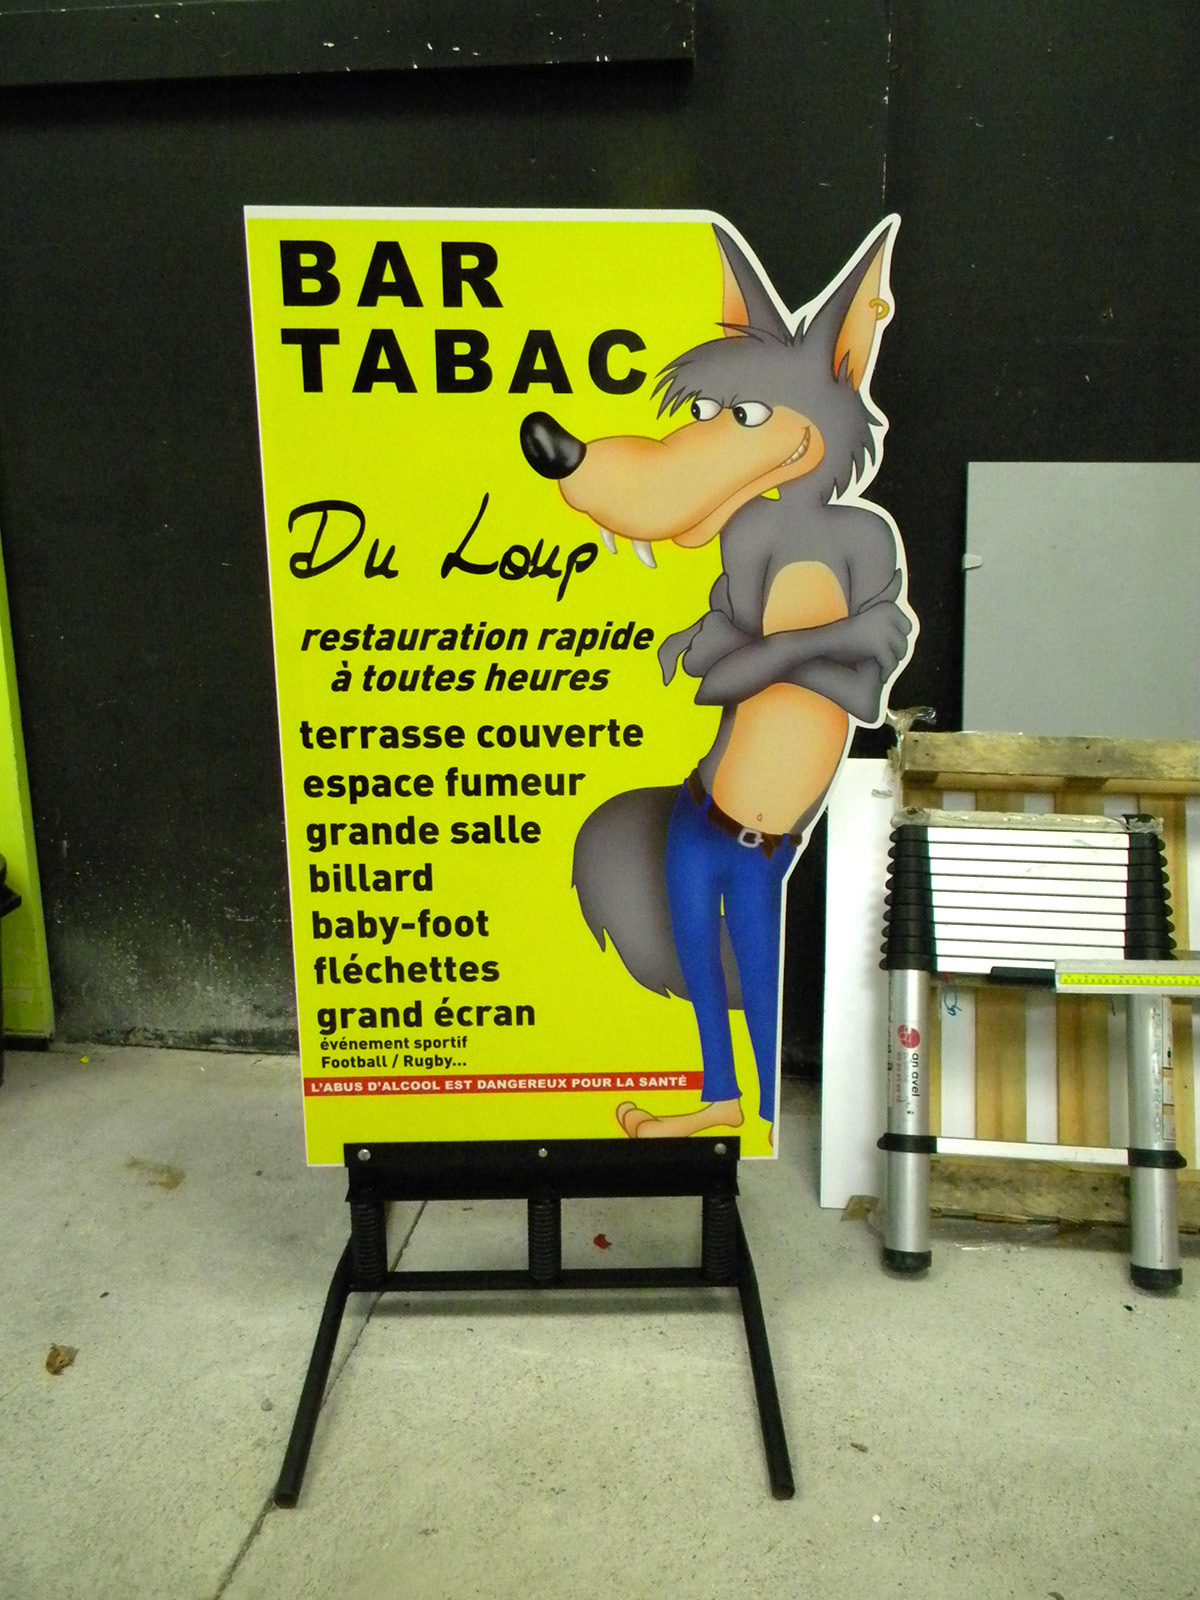 BAR
TABAC
Du Loup
restauration rapide
à toutes heures
terrasse couverte
espace fumeur
grande salle
billard
baby-foot
fléchettes
grand écran
événement sportif
Football / Rugby...
L'ABUS D'ALCOOL EST DANGEREUX POUR LA SANTÉ